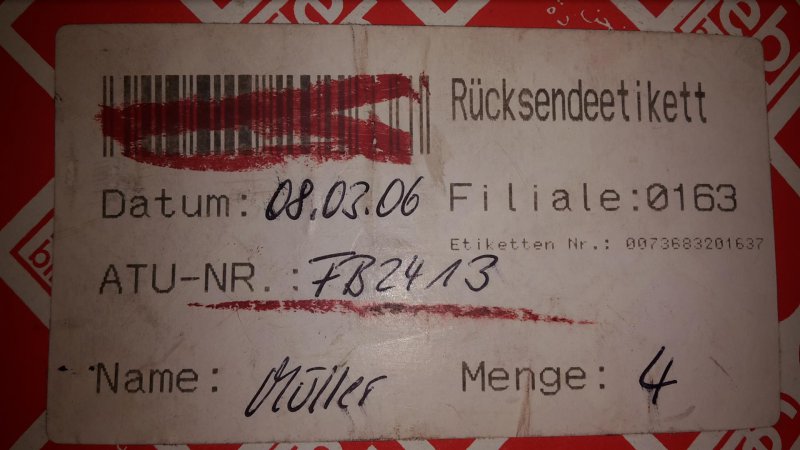 Rücksendeetikett
Datum: 08.03.06 Filiale:0163
Etiketten Nr.: 0073683201637
ATU-NR.: FB2413
Name: Müller Menge: 4